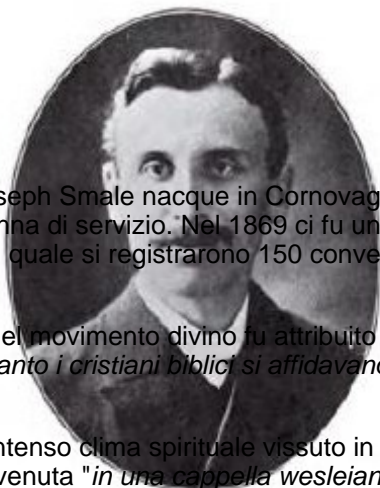 seph Smale nacque in Cornovag
nna di servizio. Nel 1869 ci fu un
quale si registrarono 150 conve
el movimento divino fu attribuito
anto i cristiani biblici si affidavano
ntenso clima spirituale vissuto in
venuta "in una cappella wesleian